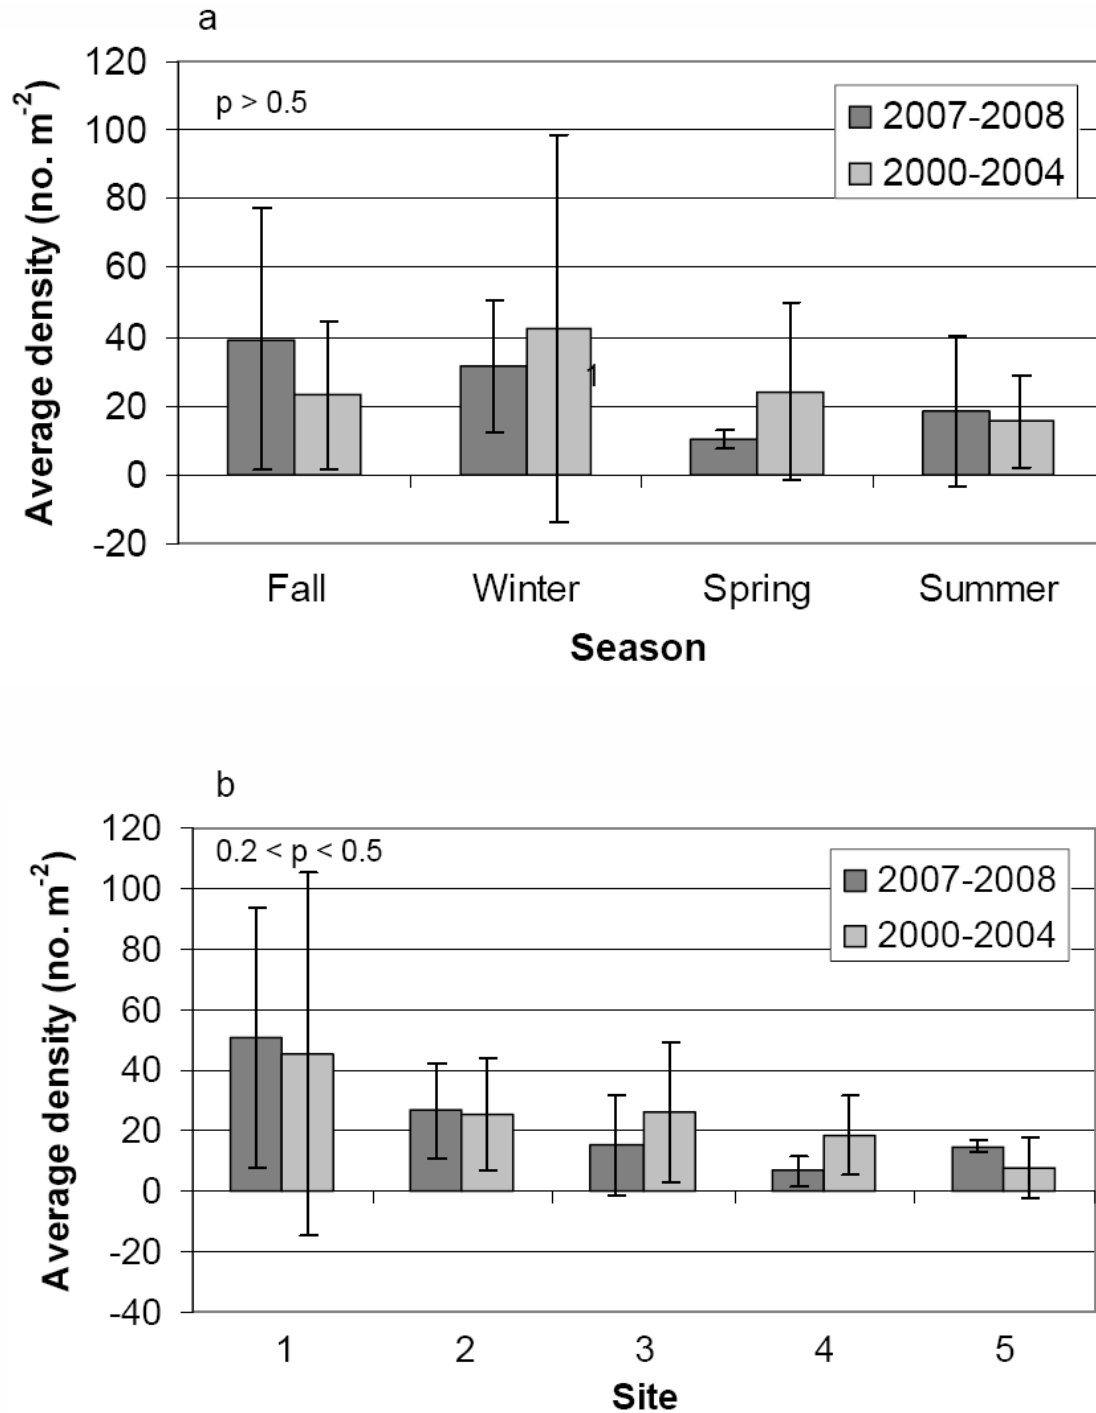 a
Average density (no. m-2)
120
100
80
60
40
20
0
-20
p > 0.5
2007-2008
2000-2004
1
Fall Winter Spring Summer
Season
b
Average density (no. m-2)
120
100
80
60
40
20
0
-20
-40
0.2 < p < 0.5
2007-2008
2000-2004
1 2 3 4 5
Site